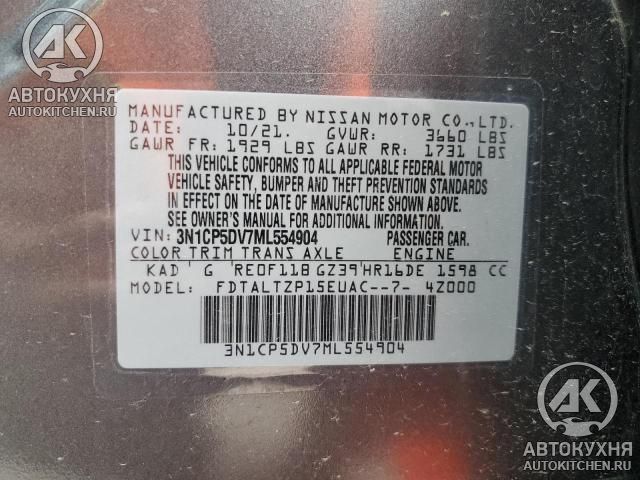 АК
АВТОКУХНЯ
AUTOKITCHEN.RU
MANUFACTURED BY NISSAN MOTOR CO.,LTD.
DATE: 10/21. GVWR: 3660 LBS
GAWR FR: 1929 LBS GAWR RR: 1731 LBS
THIS VEHICLE CONFORMS TO ALL APPLICABLE FEDERAL MOTOR
VEHICLE SAFETY, BUMPER AND THEFT PREVENTION STANDARDS
IN EFFECT ON THE DATE OF MANUFACTURE SHOWN ABOVE.
SEE OWNER'S MANUAL FOR ADDITIONAL INFORMATION.
VIN: 3N1CP5DV7ML554904 PASSENGER CAR.
COLOR TRIM TRANS AXLE ENGINE
KAD G RE0F11B GZ39 HR16DE 1598 CC
MODEL: FDTALTZP15EUAC--7- 4Z000
3N1CP5DV7ML554904
АК
АВТОКУХНЯ
AUTOKITCHEN.RU